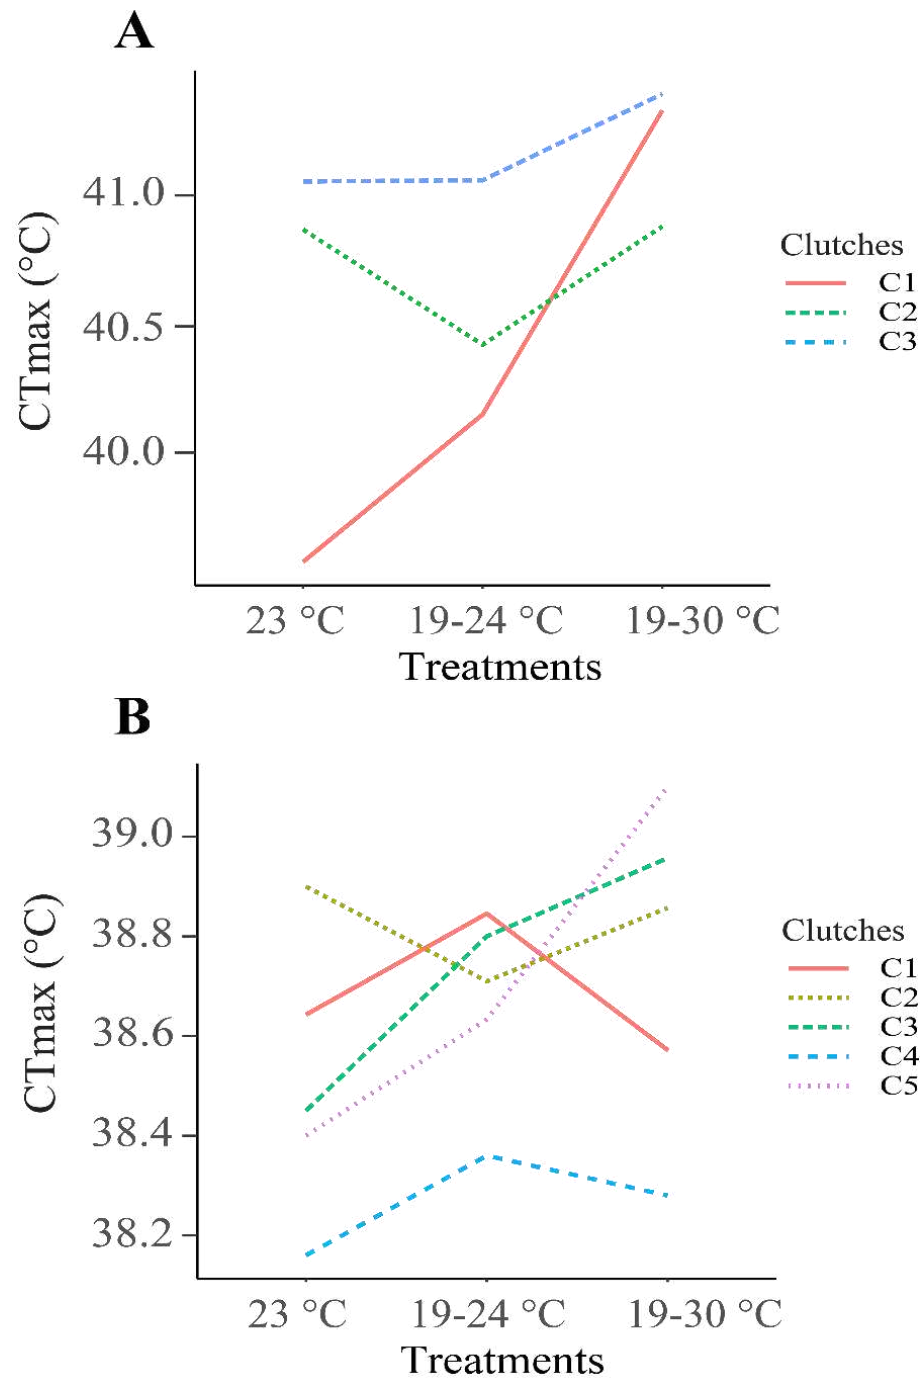 A
CTmax (°C)
41.0
40.5
40.0
23 °C 19-24 °C 19-30 °C
Treatments
Clutches
C1
C2
C3
B
CTmax (°C)
39.0
38.8
38.6
38.4
38.2
23 °C 19-24 °C 19-30 °C
Treatments
Clutches
C1
C2
C3
C4
C5